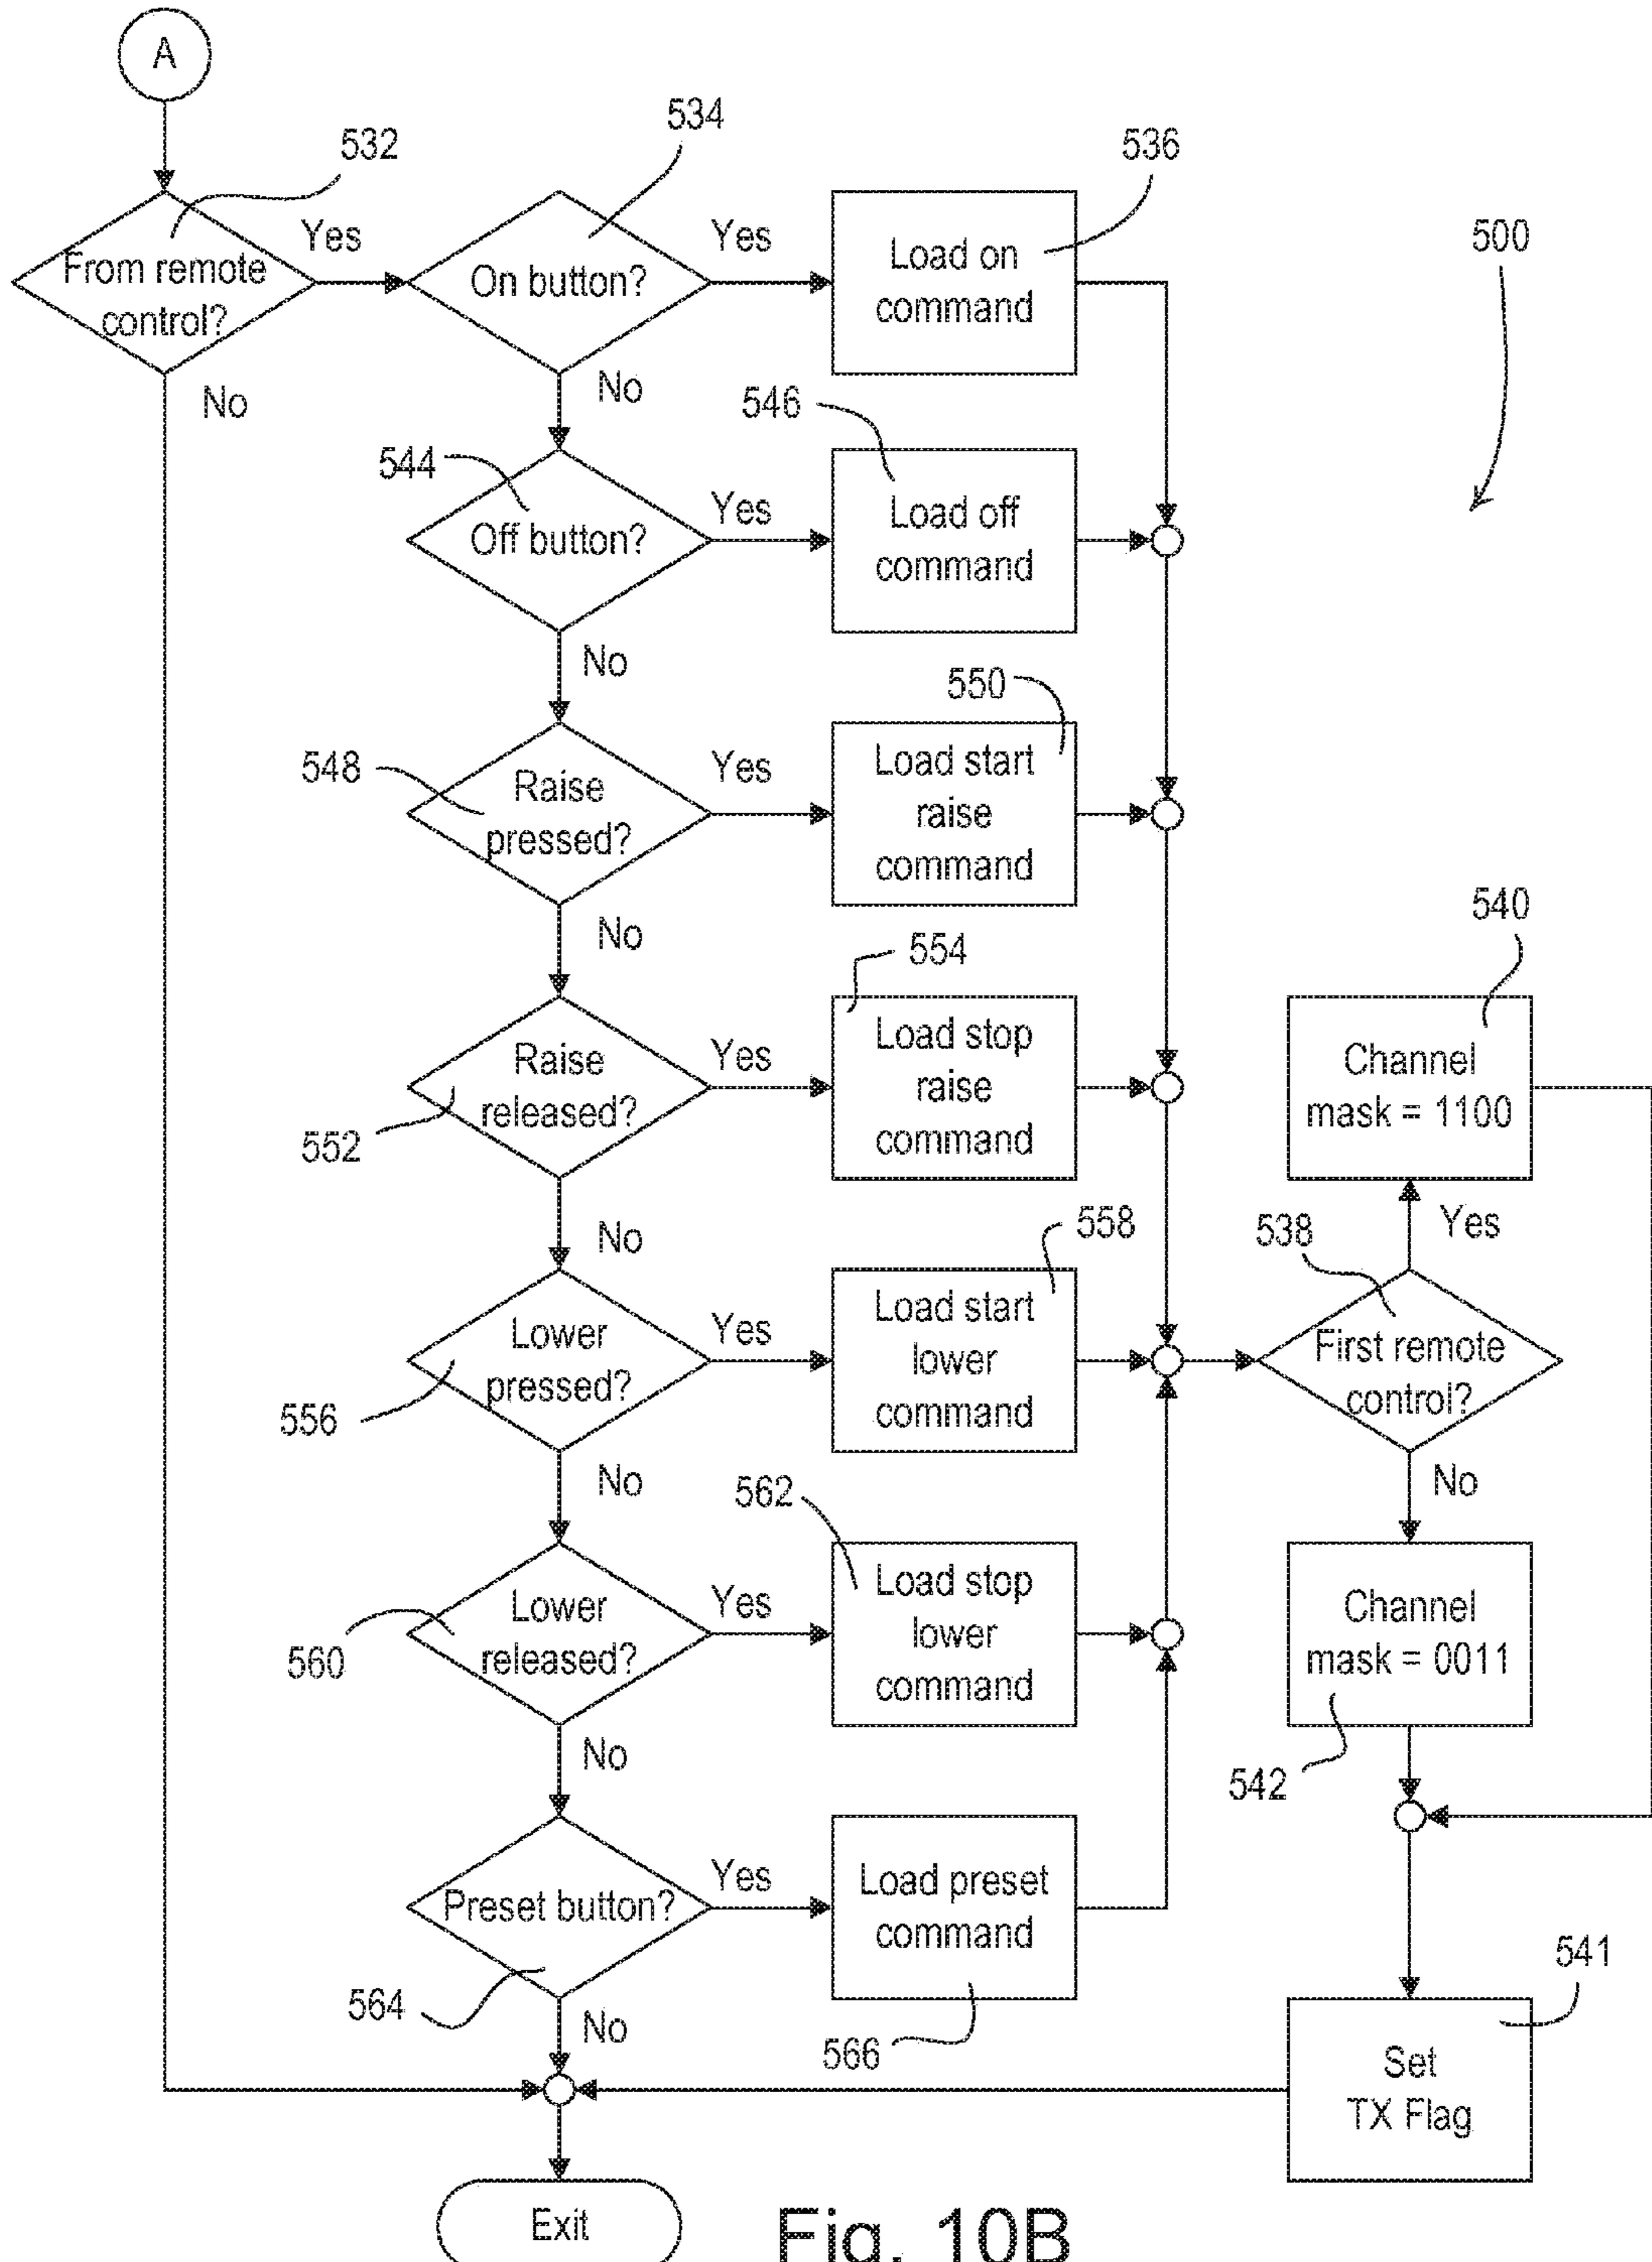 A
532
534
536
From remote
control?
Yes
On button?
Yes
Load on
command
500
No
No
544
546
Off button?
Yes
Load off
command
No
548
550
Raise
pressed?
Yes
Load start
raise
command
No
552
554
Raise
released?
Yes
Load stop
raise
command
540
Channel
mask = 1100
No
556
558
Lower
pressed?
Yes
Load start
lower
command
538
Yes
First remote
control?
No
No
560
562
Lower
released?
Yes
Load stop
lower
command
Channel
mask = 0011
542
No
564
Preset button?
Yes
Load preset
command
566
No
541
Set
TX Flag
Exit
Fig. 10B